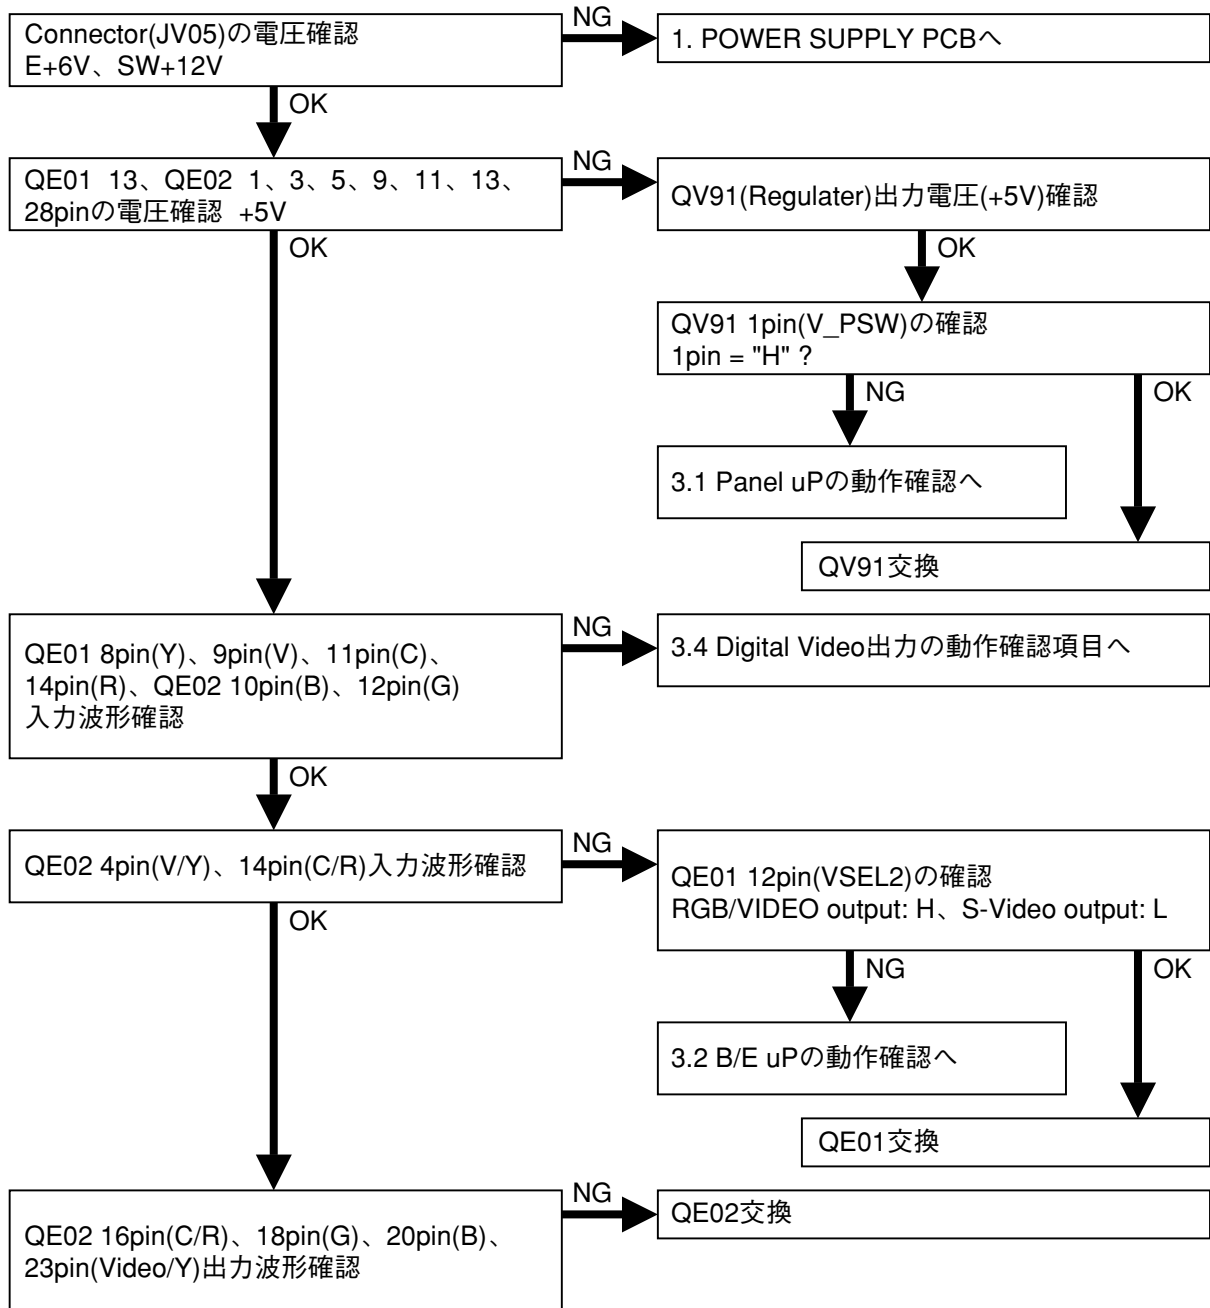 Connector(JV05)の電圧確認
E+6V、SW+12V
NG
1. POWER SUPPLY PCBへ
OK
QE01 13、QE02 1、3、5、9、11、13、
28pinの電圧確認 +5V
NG
QV91(Regulater)出力電圧(+5V)確認
OK
OK
QV91 1pin(V_PSW)の確認
1pin = "H" ?
NG
OK
3.1 Panel uPの動作確認へ
QV91交換
QE01 8pin(Y)、9pin(V)、11pin(C)、
14pin(R)、QE02 10pin(B)、12pin(G)
入力波形確認
NG
3.4 Digital Video出力の動作確認項目へ
OK
QE02 4pin(V/Y)、14pin(C/R)入力波形確認
NG
QE01 12pin(VSEL2)の確認
RGB/VIDEO output: H、S-Video output: L
OK
NG
OK
3.2 B/E uPの動作確認へ
QE01交換
QE02 16pin(C/R)、18pin(G)、20pin(B)、
23pin(Video/Y)出力波形確認
NG
QE02交換